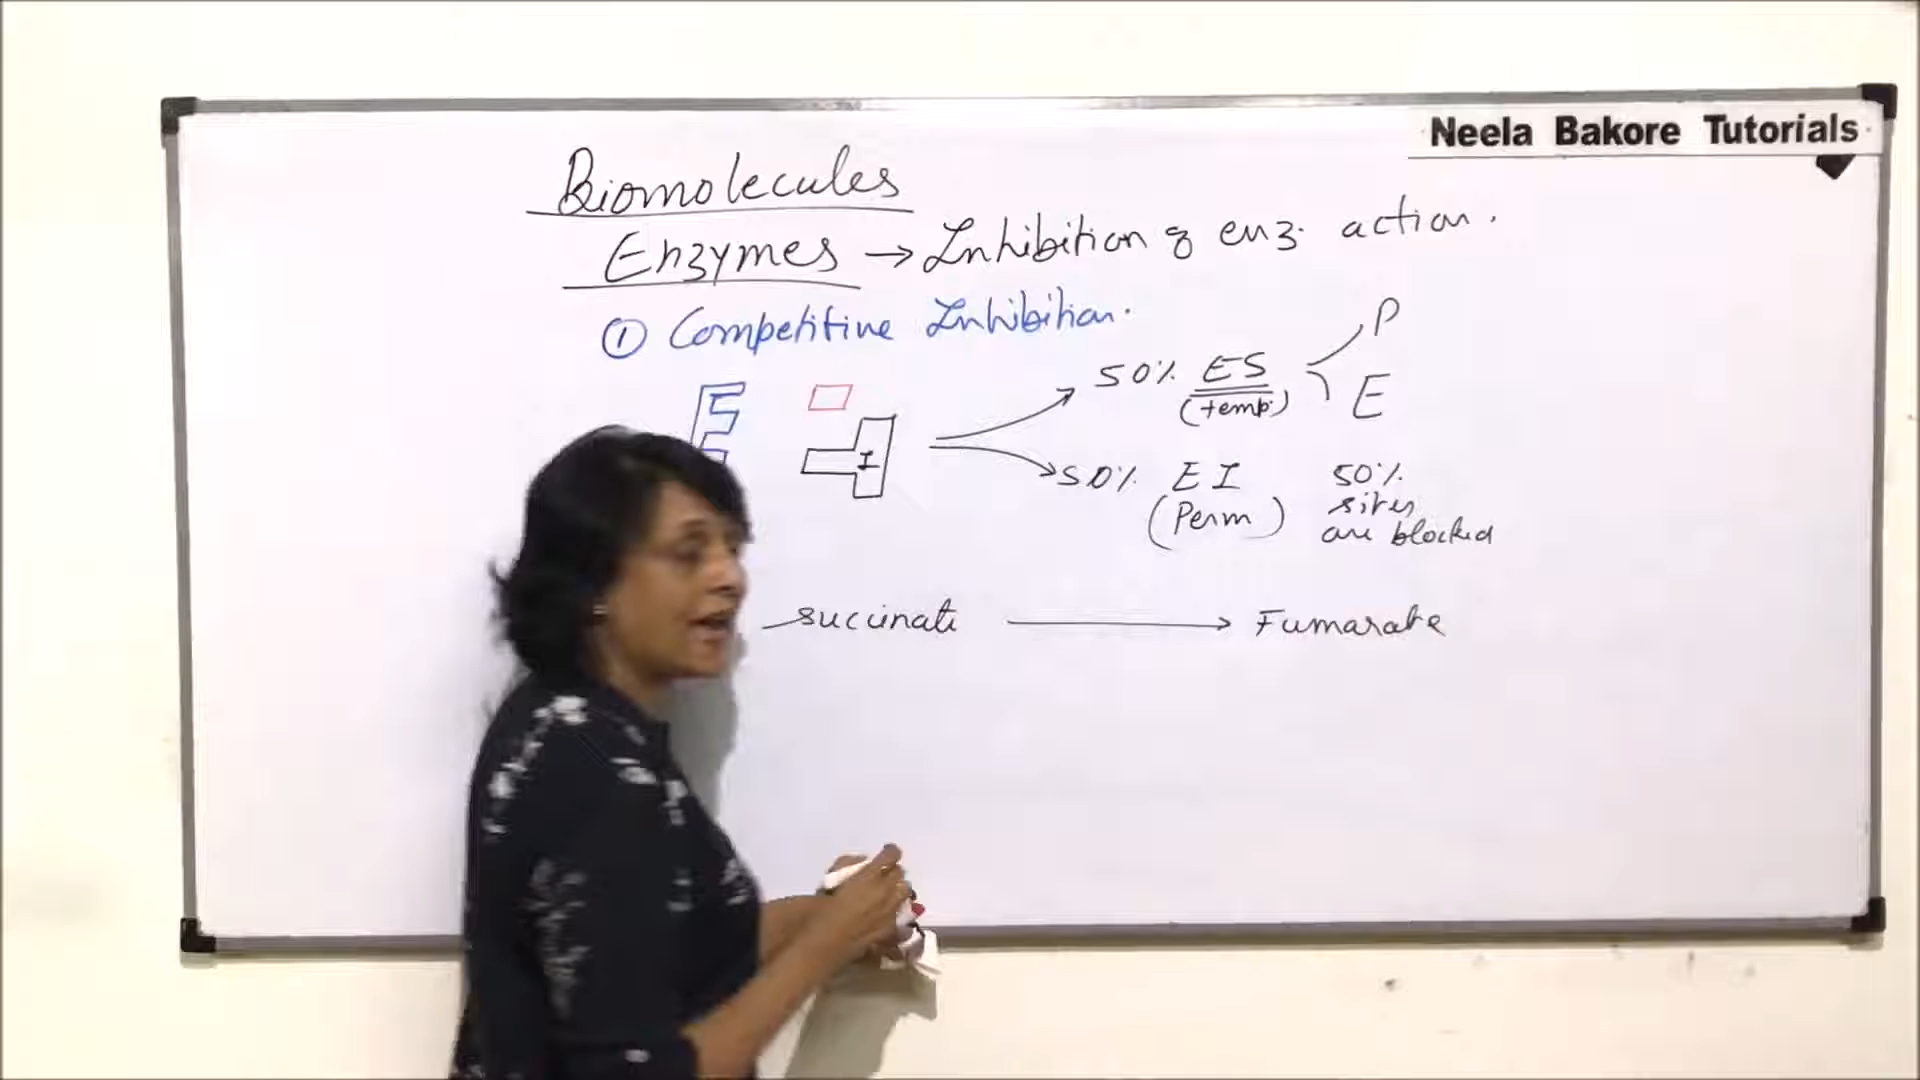 Neela Bakore Tutorials
Biomolecules
Enzymes → Inhibition of enz. action.
① Competitive Inhibition.
P
50% ES
(temp.)
E
I
50% EI 50%
(Perm) sites
are blocked
succinate → Fumarate